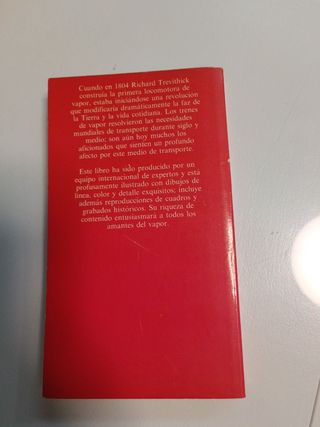 Cuando en 1804 Richard Trevithick
construía la primera locomotora de
vapor, estaba iniciándose una revolución
que modificaría dramáticamente la faz de
la Tierra y la vida cotidiana. Los trenes
de vapor resolvieron las necesidades
mundiales de transporte durante siglo y
medio; son aún hoy muchos los
aficionados que sienten un profundo
afecto por este medio de transporte.
Este libro ha sido producido por un
equipo internacional de expertos y esta
profusamente ilustrado con dibujos de
línea, color y detalle exquisitos; incluye
además reproducciones de cuadros y
grabados históricos. Su riqueza de
contenido entusiasmará a todos los
amantes del vapor.